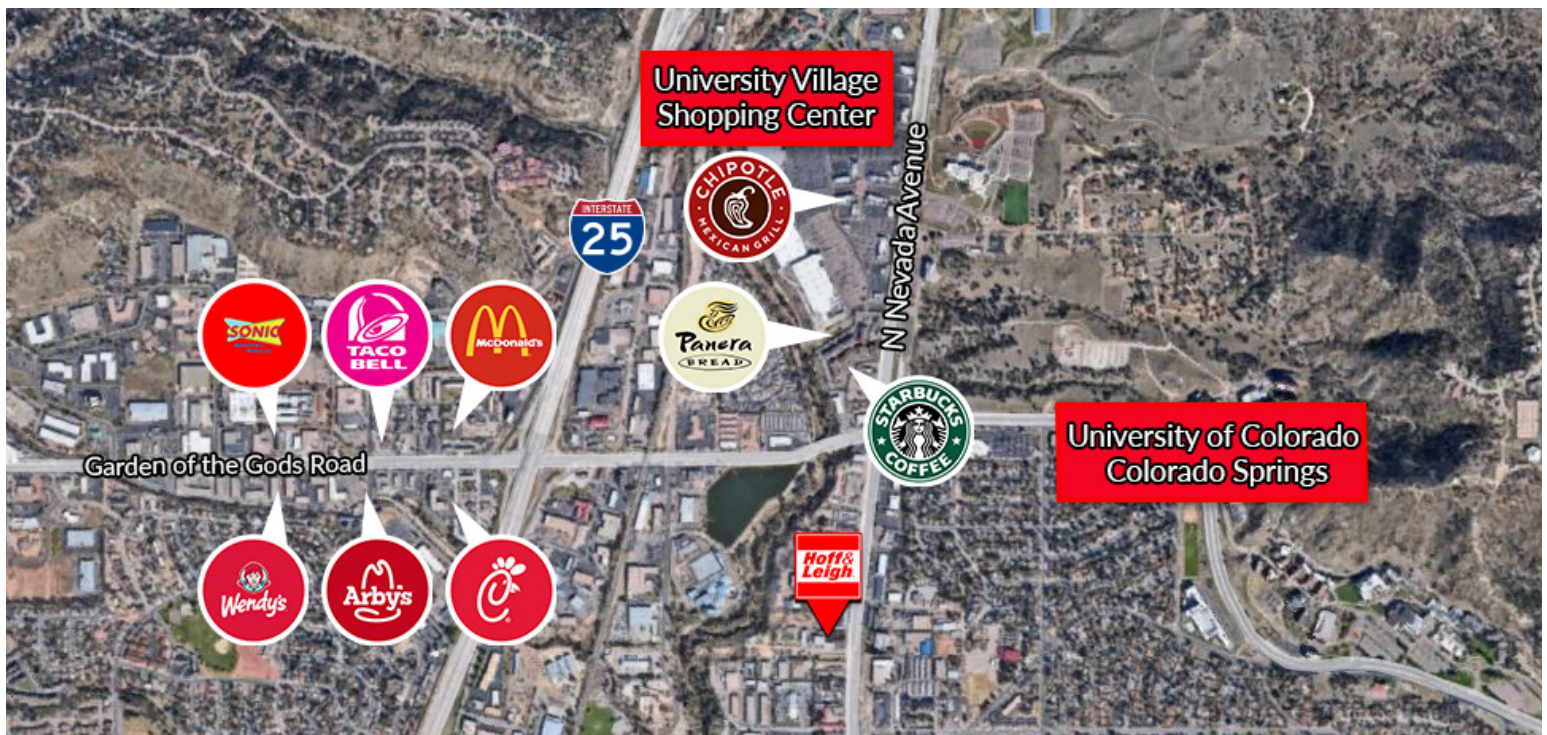 University Village
Shopping Center
CHIPOTLE
MEXICAN GRILL
N Nevada Avenue
INTERSTATE
25
SONIC
TACO
BELL
McDonald's
Panera
BREAD
STARBUCKS
COFFEE
University of Colorado
Colorado Springs
Garden of the Gods Road
Wendy's
Arby's
Hoff&
Leigh